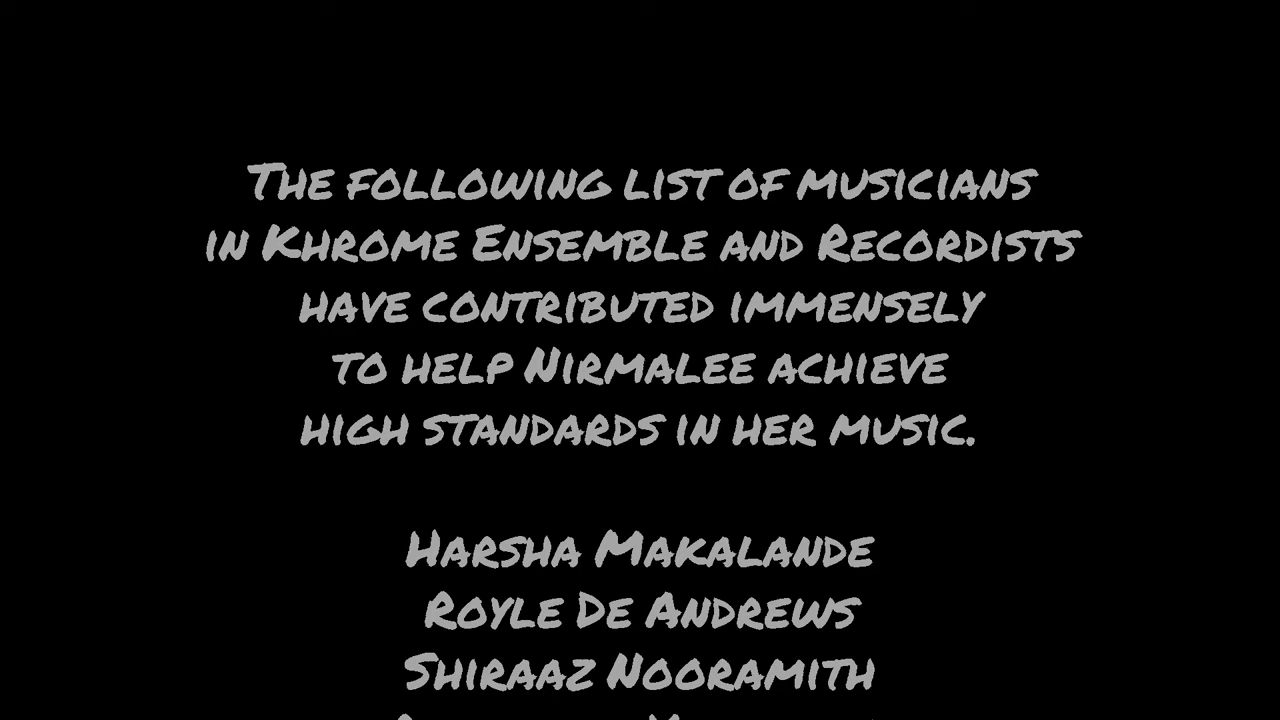 The following list of musicians
in Khrome Ensemble and Recordists
have contributed immensely
to help Nirmalee achieve
high standards in her music.
Harsha Makalande
Royle De Andrews
Shiraaz Nooramith